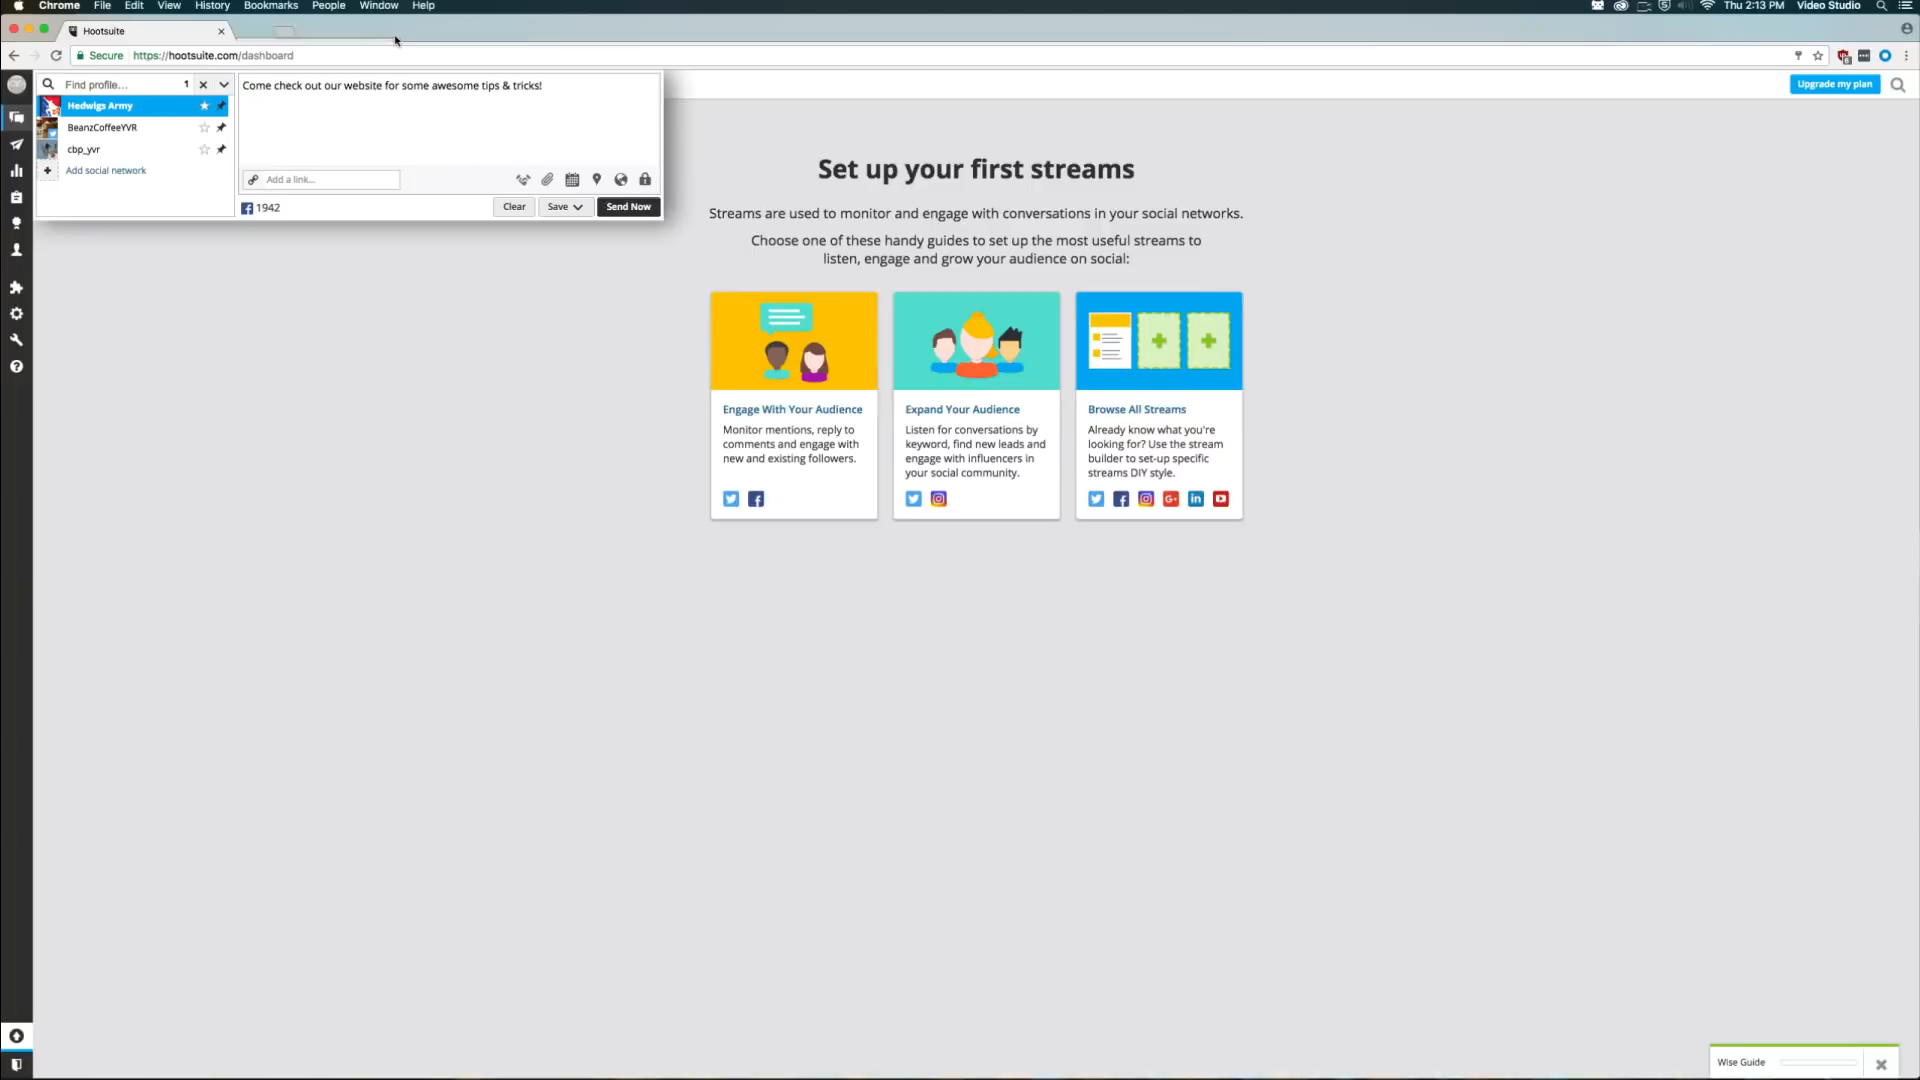 Chrome File Edit View History Bookmarks People Window Help
Thu 2:13 PM Video Studio
Hootsuite
Secure https://hootsuite.com/dashboard
Find profile... 1
Hedwigs Army
BeanzCoffeeYVR
cbp_yvr
Add social network
Come check out our website for some awesome tips & tricks!
Add a link...
1942
Clear Save Send Now
Upgrade my plan
Set up your first streams
Streams are used to monitor and engage with conversations in your social networks.
Choose one of these handy guides to set up the most useful streams to
listen, engage and grow your audience on social:
Engage With Your Audience
Monitor mentions, reply to
comments and engage with
new and existing followers.
Expand Your Audience
Listen for conversations by
keyword, find new leads and
engage with influencers in
your social community.
Browse All Streams
Already know what you're
looking for? Use the stream
builder to set-up specific
streams DIY style.
Wise Guide